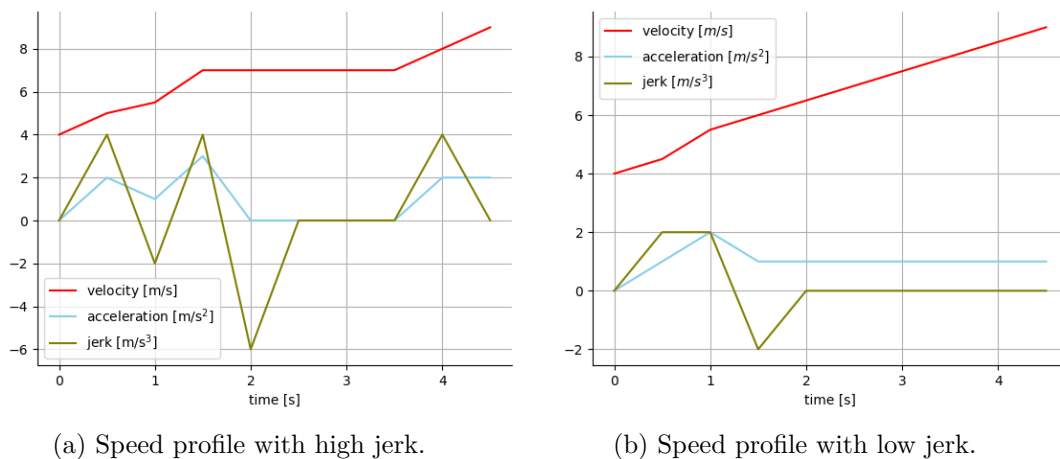 8
6
4
2
0
−2
−4
−6
velocity [m/s]
acceleration [m/s²]
jerk [m/s³]
0 1 2 3 4
time [s]
(a) Speed profile with high jerk.
8
6
4
2
0
−2
velocity [m/s]
acceleration [m/s²]
jerk [m/s³]
0 1 2 3 4
time [s]
(b) Speed profile with low jerk.